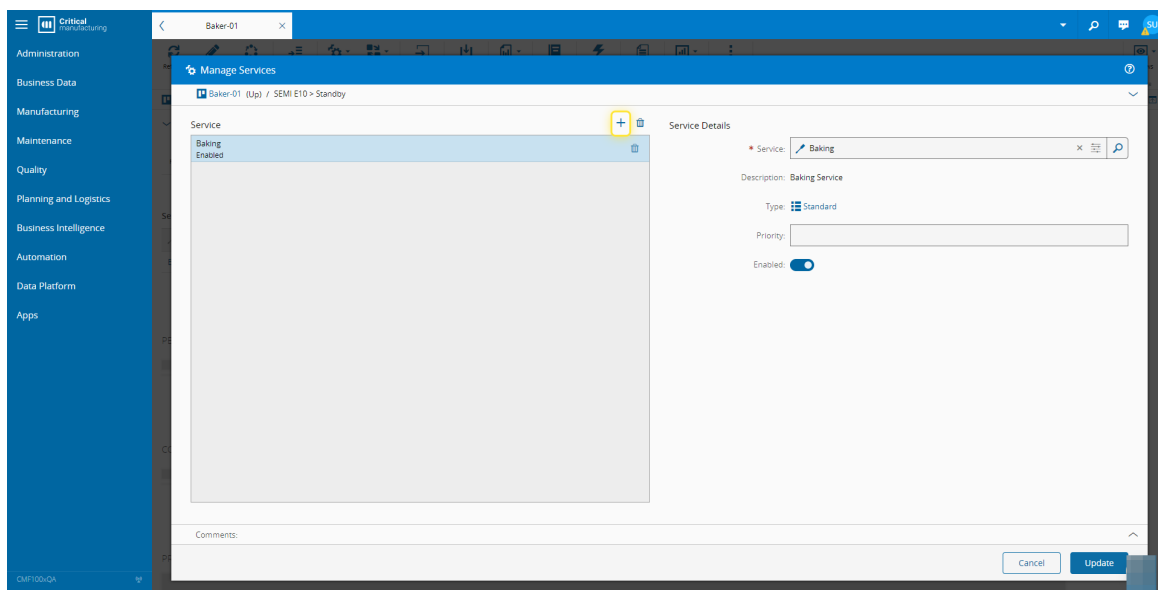 Critical
manufacturing
Baker-01
SU
Administration
Business Data
Manufacturing
Maintenance
Quality
Planning and Logistics
Business Intelligence
Automation
Data Platform
Apps
CMF100xQA
Manage Services
Baker-01 (Up) / SEMI E10 > Standby
Service
Baking
Enabled
Service Details
* Service: Baking
Description: Baking Service
Type: Standard
Priority:
Enabled:
Comments:
Cancel
Update